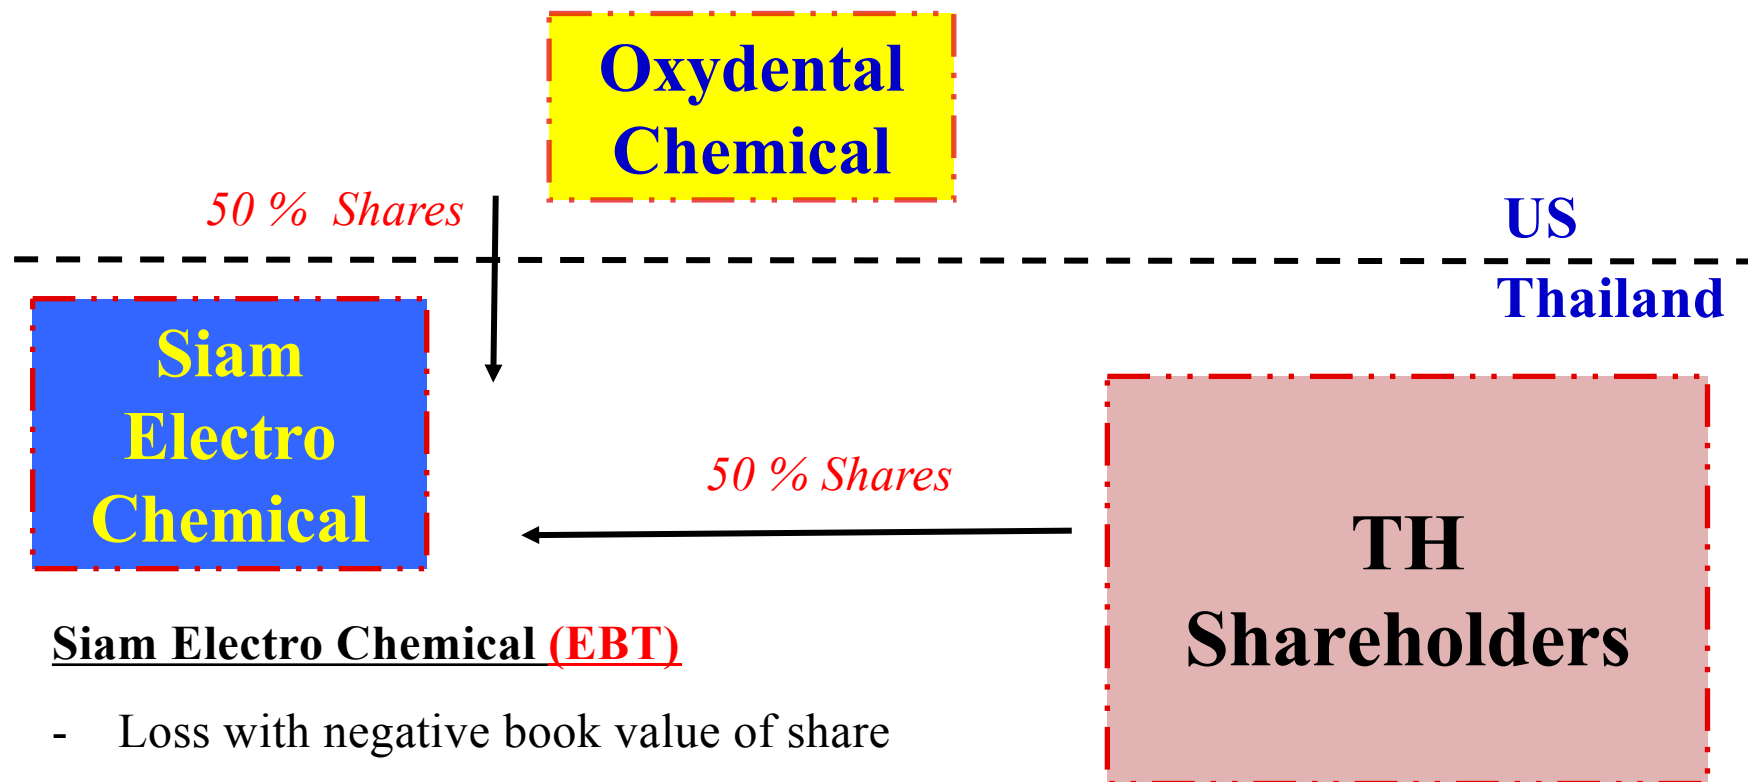 Oxydental
Chemical
50 % Shares
US
Thailand
Siam
Electro
Chemical
50 % Shares
TH
Shareholders
Siam Electro Chemical (EBT)
- Loss with negative book value of share